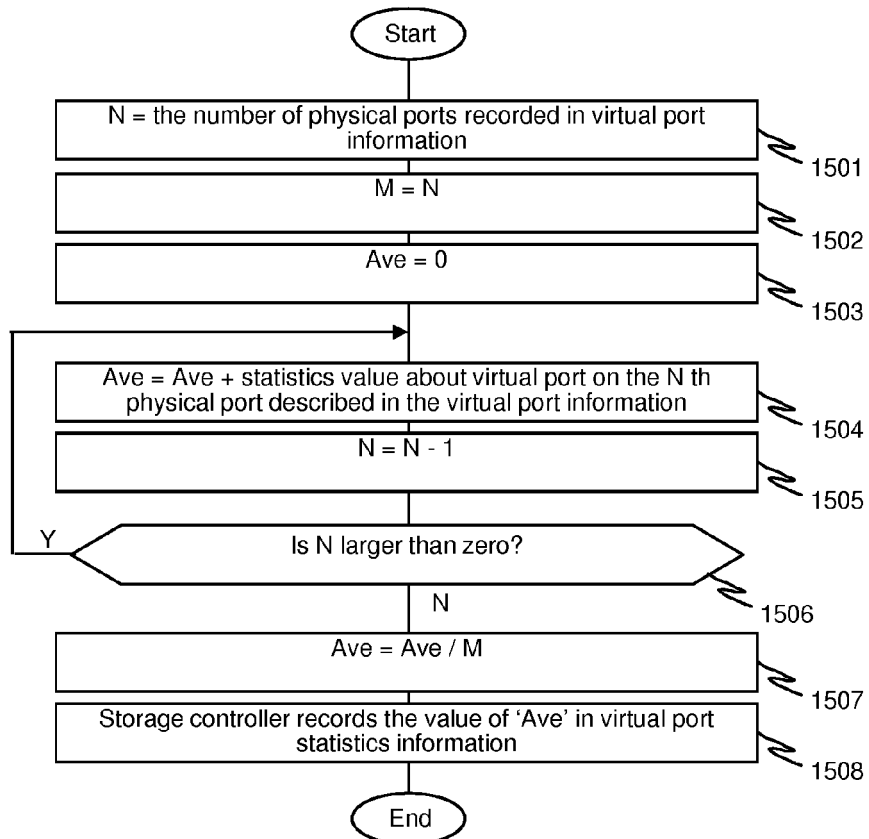 Start
N = the number of physical ports recorded in virtual port
information
1501
M = N
1502
Ave = 0
1503
Ave = Ave + statistics value about virtual port on the N th
physical port described in the virtual port information
1504
N = N - 1
1505
Y
Is N larger than zero?
1506
N
Ave = Ave / M
1507
Storage controller records the value of ‘Ave’ in virtual port
statistics information
1508
End